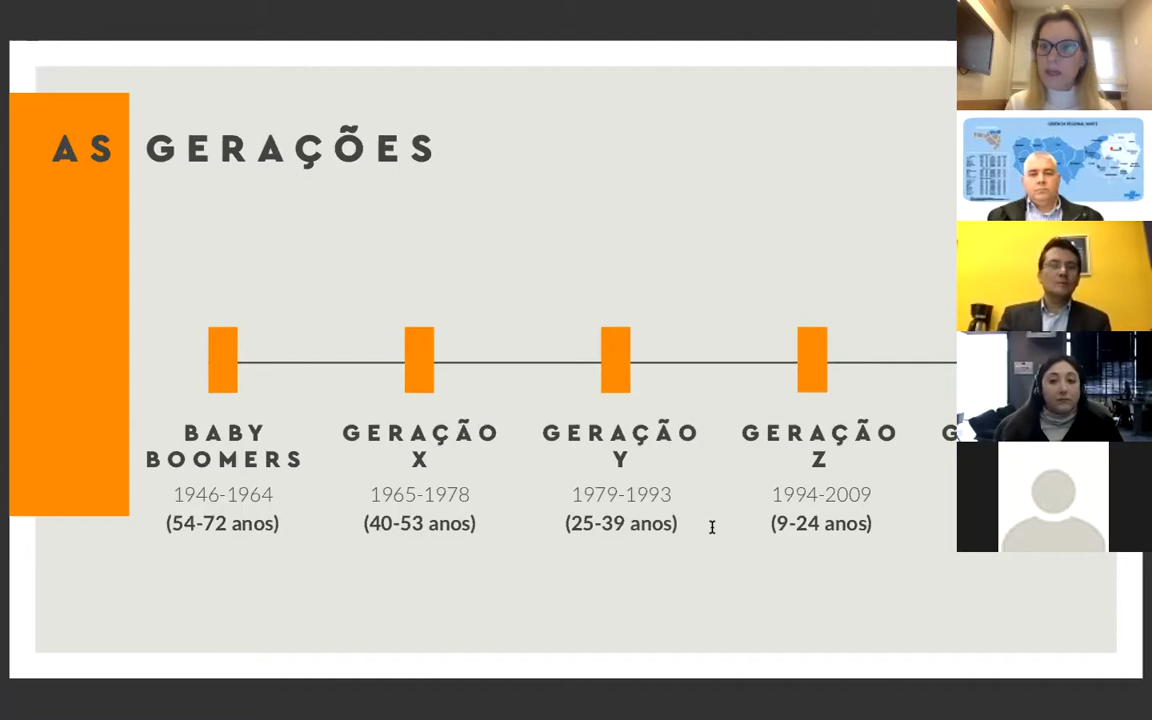 AS GERAÇÕES
BABY
BOOMERS
1946-1964
(54-72 anos)
GERAÇÃO
X
1965-1978
(40-53 anos)
GERAÇÃO
Y
1979-1993
(25-39 anos)
GERAÇÃO
Z
1994-2009
(9-24 anos)
G